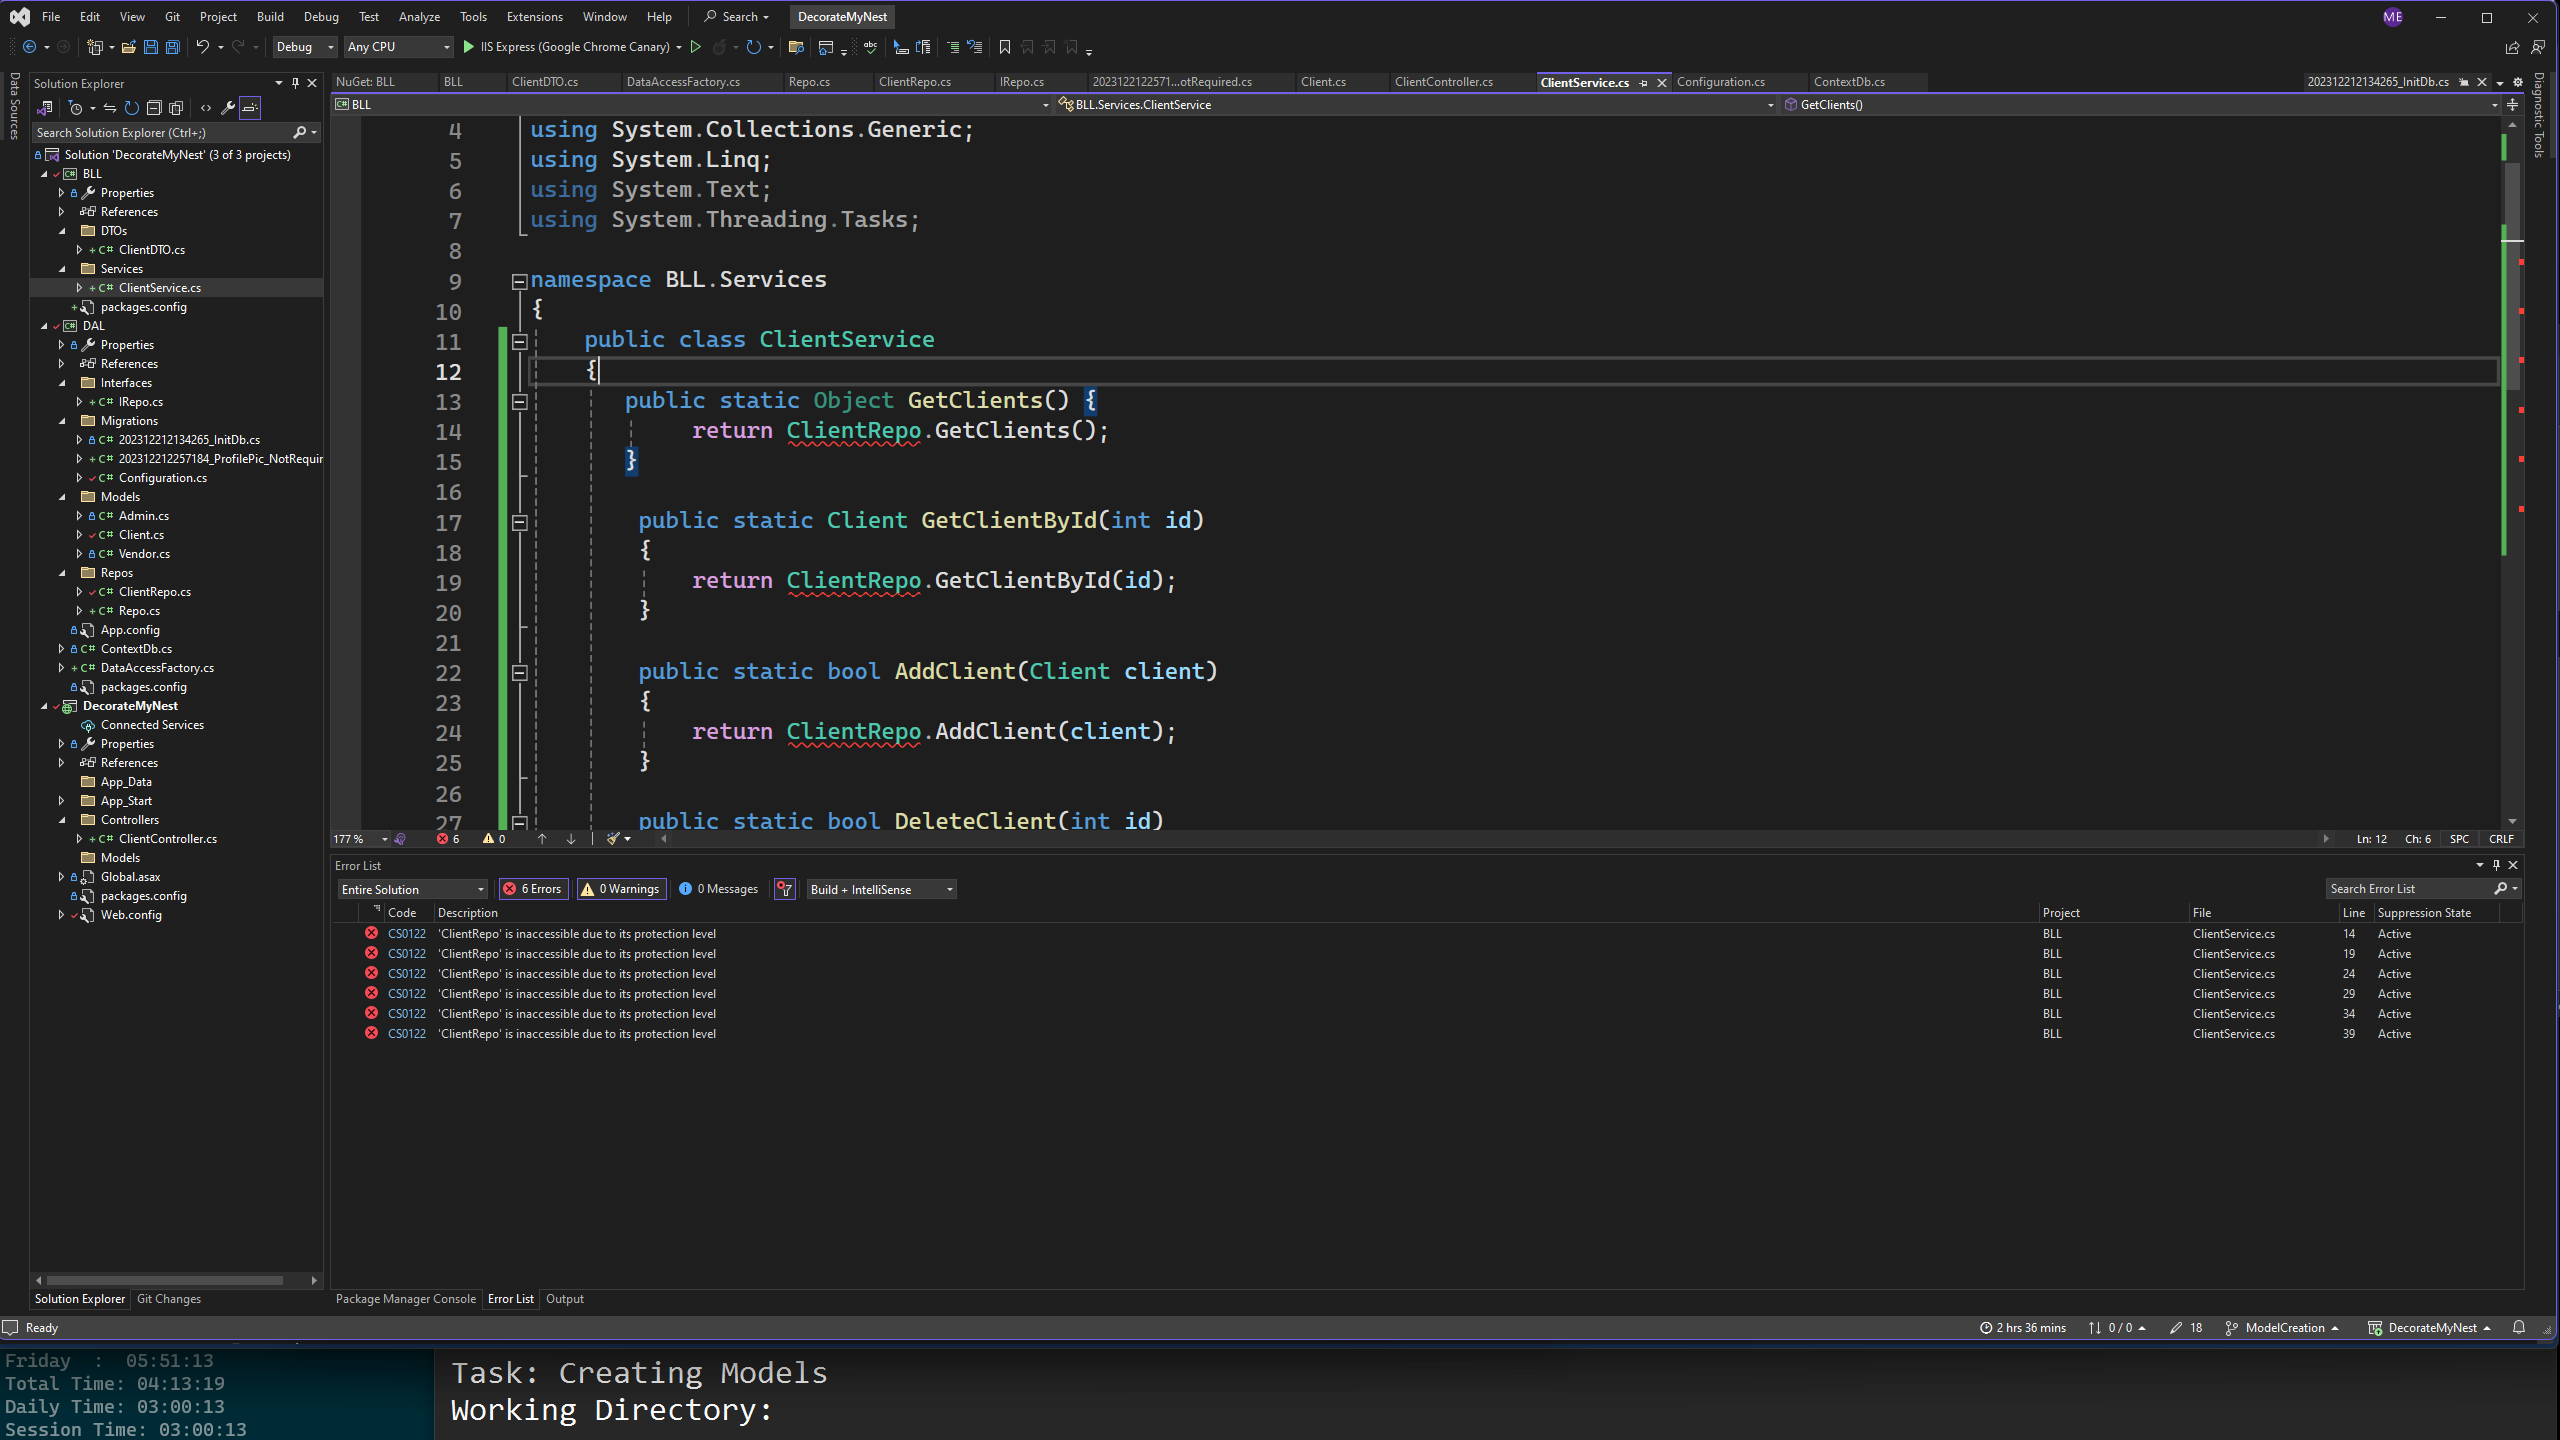 File Edit View Git Project Build Debug Test Analyze Tools Extensions Window Help Search DecorateMyNest ME
Debug Any CPU IIS Express (Google Chrome Canary)
Data Sources
Solution Explorer
Search Solution Explorer (Ctrl+;)
Solution 'DecorateMyNest' (3 of 3 projects)
BLL
Properties
References
DTOs
C# ClientDTO.cs
Services
C# ClientService.cs
packages.config
DAL
Properties
References
Interfaces
C# IRepo.cs
Migrations
C# 202312212134265_InitDb.cs
C# 202312212257184_ProfilePic_NotRequir
C# Configuration.cs
Models
C# Admin.cs
C# Client.cs
C# Vendor.cs
Repos
C# ClientRepo.cs
C# Repo.cs
App.config
C# ContextDb.cs
C# DataAccessFactory.cs
packages.config
DecorateMyNest
Connected Services
Properties
References
App_Data
App_Start
Controllers
C# ClientController.cs
Models
Global.asax
packages.config
Web.config
Solution Explorer Git Changes
NuGet: BLL BLL ClientDTO.cs DataAccessFactory.cs Repo.cs ClientRepo.cs IRepo.cs 2023122122571...otRequired.cs Client.cs ClientController.cs ClientService.cs Configuration.cs ContextDb.cs 202312212134265_InitDb.cs
BLL BLL.Services.ClientService GetClients()
Diagnostic Tools
4 using System.Collections.Generic;
5 using System.Linq;
6 using System.Text;
7 using System.Threading.Tasks;
8
9 namespace BLL.Services
10 {
11 public class ClientService
12 {
13 public static Object GetClients() {
14 return ClientRepo.GetClients();
15 }
16
17 public static Client GetClientById(int id)
18 {
19 return ClientRepo.GetClientById(id);
20 }
21
22 public static bool AddClient(Client client)
23 {
24 return ClientRepo.AddClient(client);
25 }
26
27 public static bool DeleteClient(int id)
177 % 6 0 Ln: 12 Ch: 6 SPC CRLF
Error List
Entire Solution 6 Errors 0 Warnings 0 Messages Build + IntelliSense Search Error List
Code Description Project File Line Suppression State
CS0122 'ClientRepo' is inaccessible due to its protection level BLL ClientService.cs 14 Active
CS0122 'ClientRepo' is inaccessible due to its protection level BLL ClientService.cs 19 Active
CS0122 'ClientRepo' is inaccessible due to its protection level BLL ClientService.cs 24 Active
CS0122 'ClientRepo' is inaccessible due to its protection level BLL ClientService.cs 29 Active
CS0122 'ClientRepo' is inaccessible due to its protection level BLL ClientService.cs 34 Active
CS0122 'ClientRepo' is inaccessible due to its protection level BLL ClientService.cs 39 Active
Package Manager Console Error List Output
Ready 2 hrs 36 mins 0 / 0 18 ModelCreation DecorateMyNest
Friday : 05:51:13
Total Time: 04:13:19
Daily Time: 03:00:13
Session Time: 03:00:13
Task: Creating Models
Working Directory: